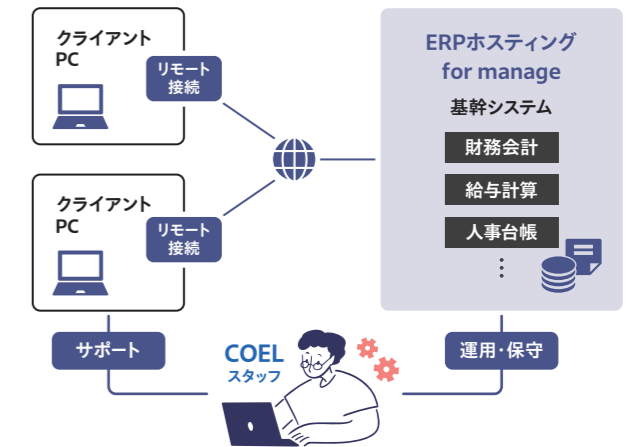 クライアント
PC
リモート
接続
クライアント
PC
リモート
接続
ERPホスティング
for manage
基幹システム
財務会計
給与計算
人事台帳
サポート
COEL
スタッフ
運用・保守